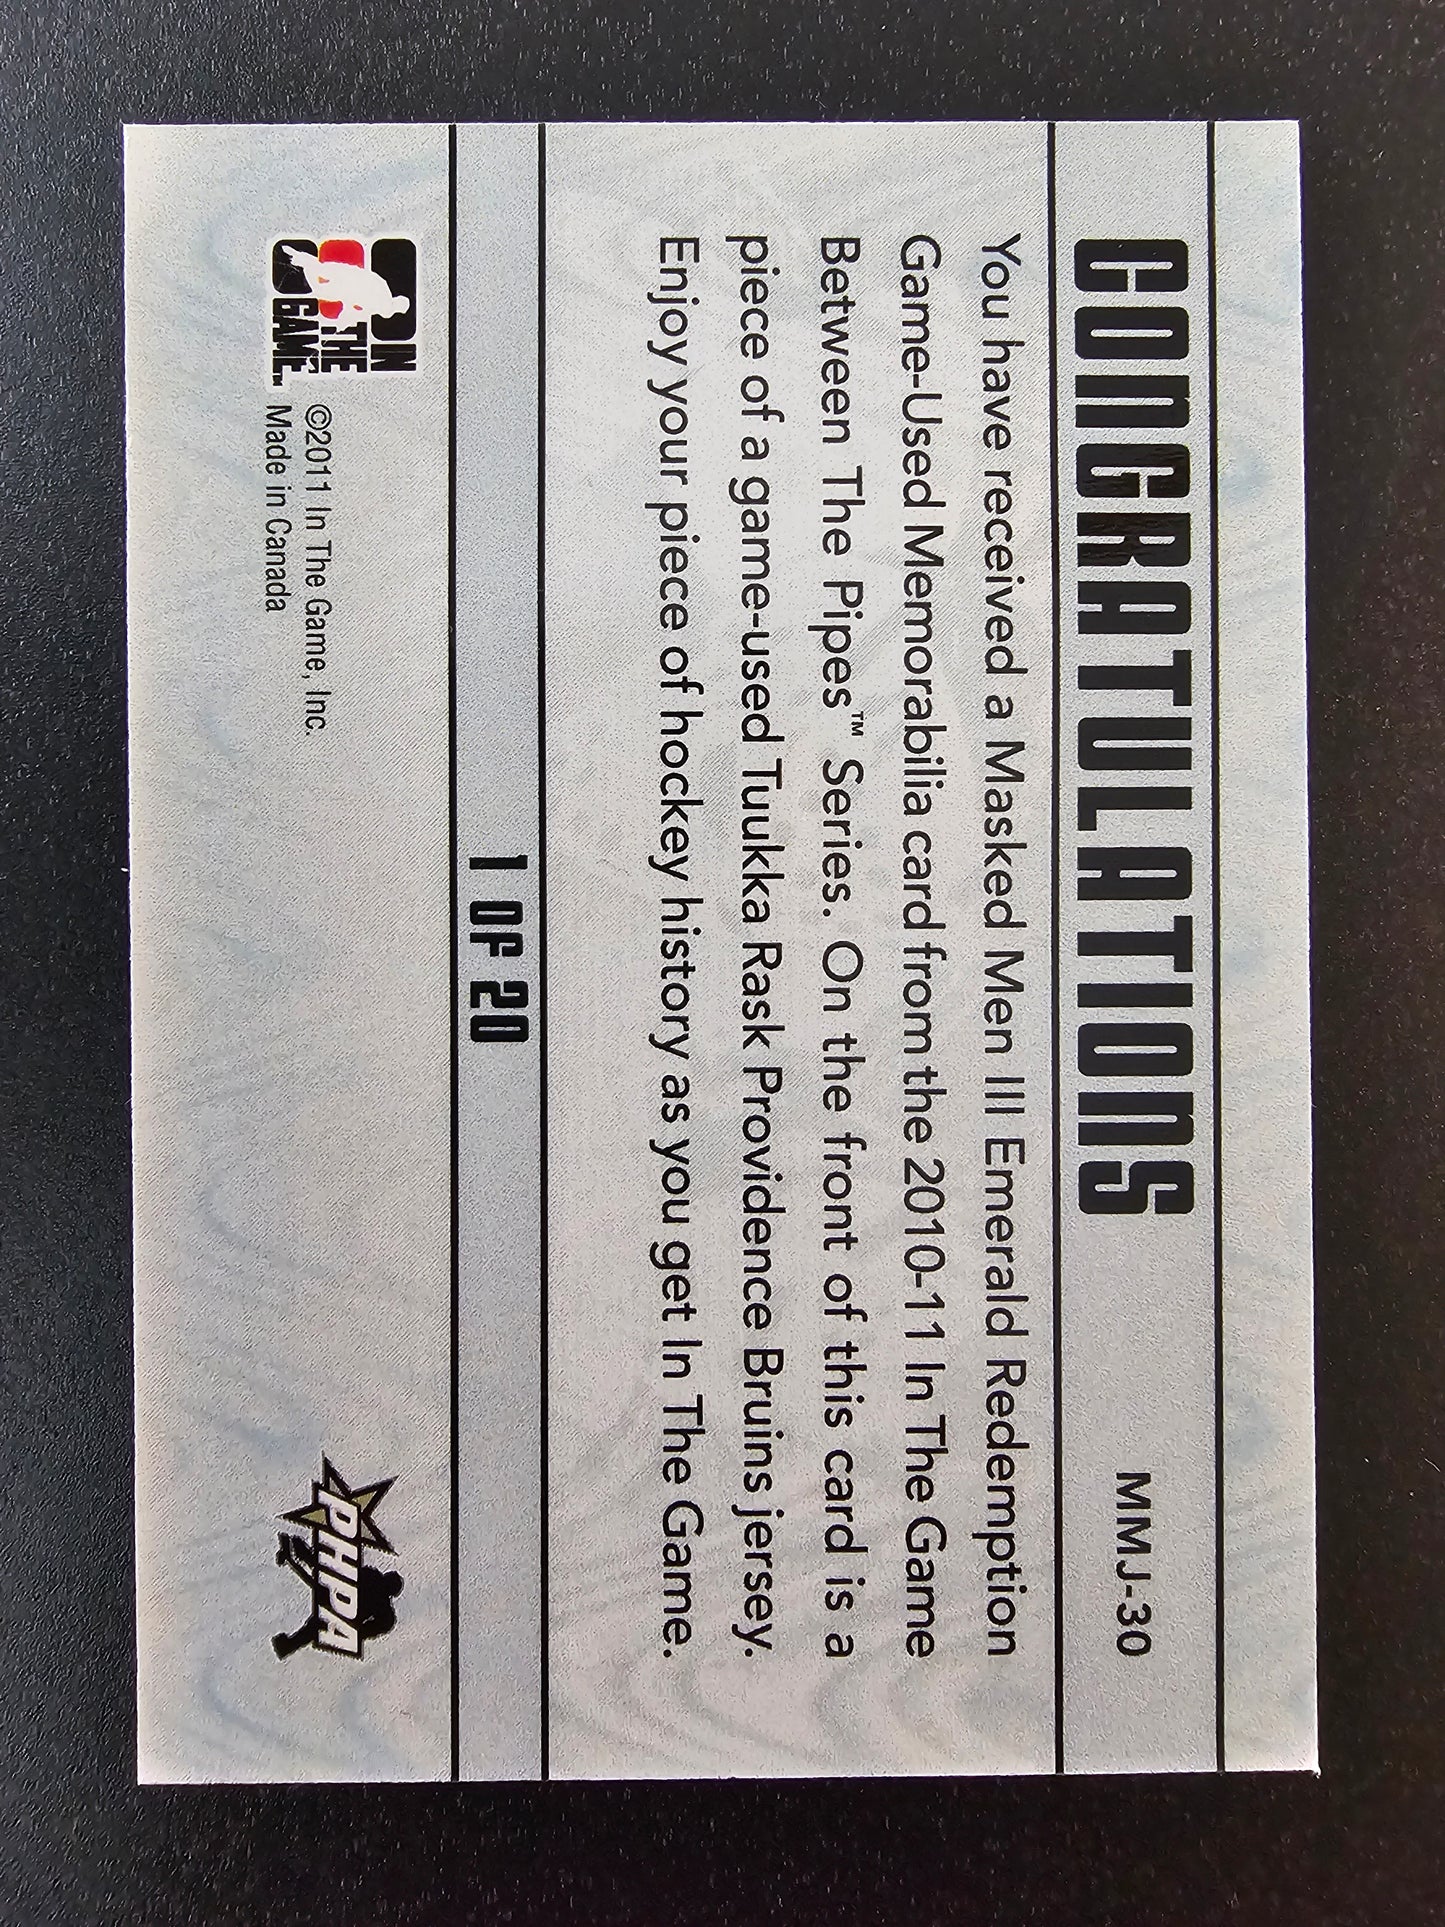 CONGRATULATIONS MMJ-30
You have received a Masked Men III Emerald Redemption
Game-Used Memorabilia card from the 2010-11 In The Game
Between The Pipes™ Series. On the front of this card is a
piece of a game-used Tuukka Rask Providence Bruins jersey.
Enjoy your piece of hockey history as you get In The Game.
1 OF 20
IN
THE
GAME™
©2011 In The Game, Inc.
Made in Canada
PHPA